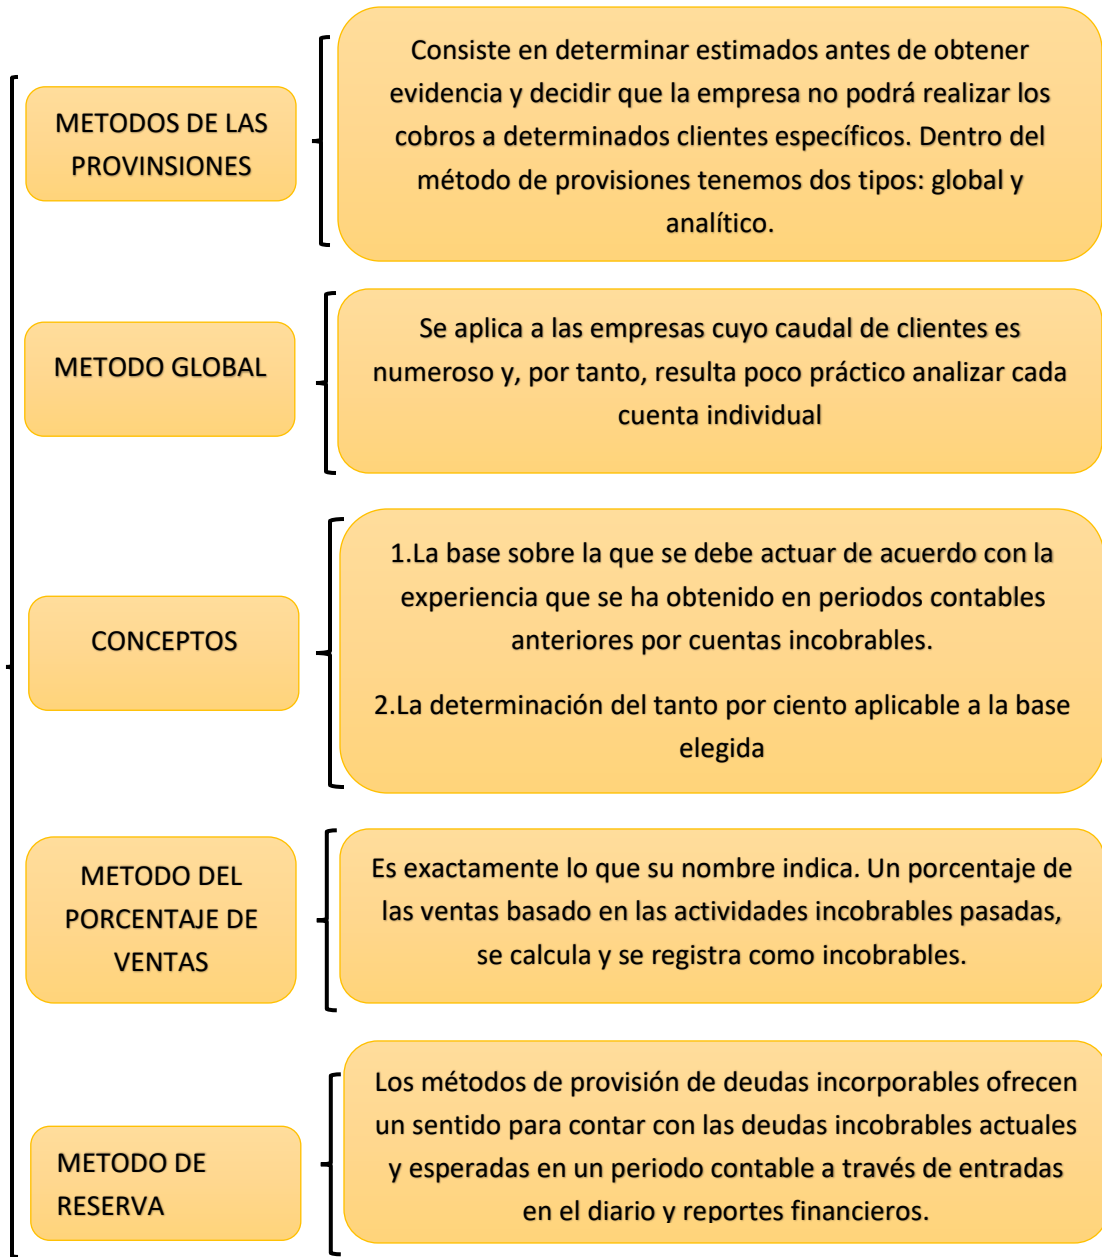 METODOS DE LAS
PROVINSIONES
Consiste en determinar estimados antes de obtener
evidencia y decidir que la empresa no podrá realizar los
cobros a determinados clientes específicos. Dentro del
método de provisiones tenemos dos tipos: global y
analítico.
METODO GLOBAL
Se aplica a las empresas cuyo caudal de clientes es
numeroso y, por tanto, resulta poco práctico analizar cada
cuenta individual
CONCEPTOS
1.La base sobre la que se debe actuar de acuerdo con la
experiencia que se ha obtenido en periodos contables
anteriores por cuentas incobrables.
2.La determinación del tanto por ciento aplicable a la base
elegida
METODO DEL
PORCENTAJE DE
VENTAS
Es exactamente lo que su nombre indica. Un porcentaje de
las ventas basado en las actividades incobrables pasadas,
se calcula y se registra como incobrables.
METODO DE
RESERVA
Los métodos de provisión de deudas incorporables ofrecen
un sentido para contar con las deudas incobrables actuales
y esperadas en un periodo contable a través de entradas
en el diario y reportes financieros.